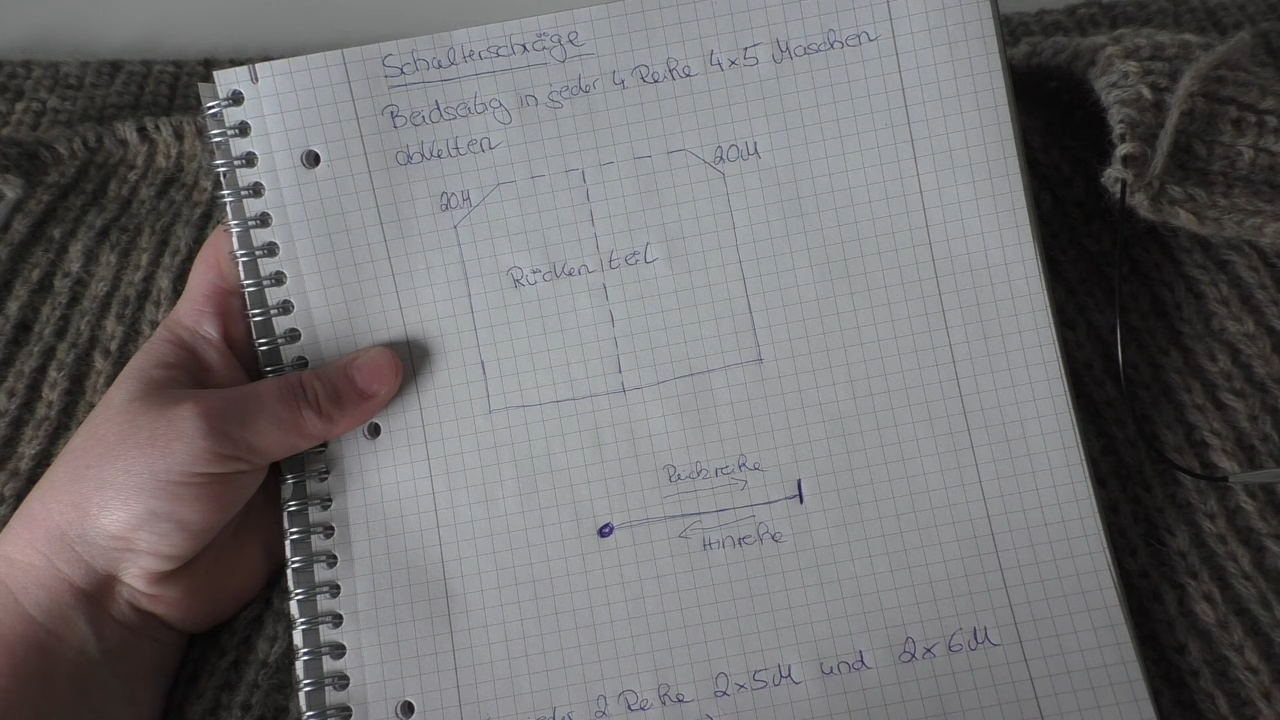 Schulterschräge
Beidseitig in jeder 4 Reihe 4x5 Maschen
abketten
20M
20M
Rückenteil
Rückreihe
Hinreihe
jeder 2 Reihe 2x5M und 2x6M